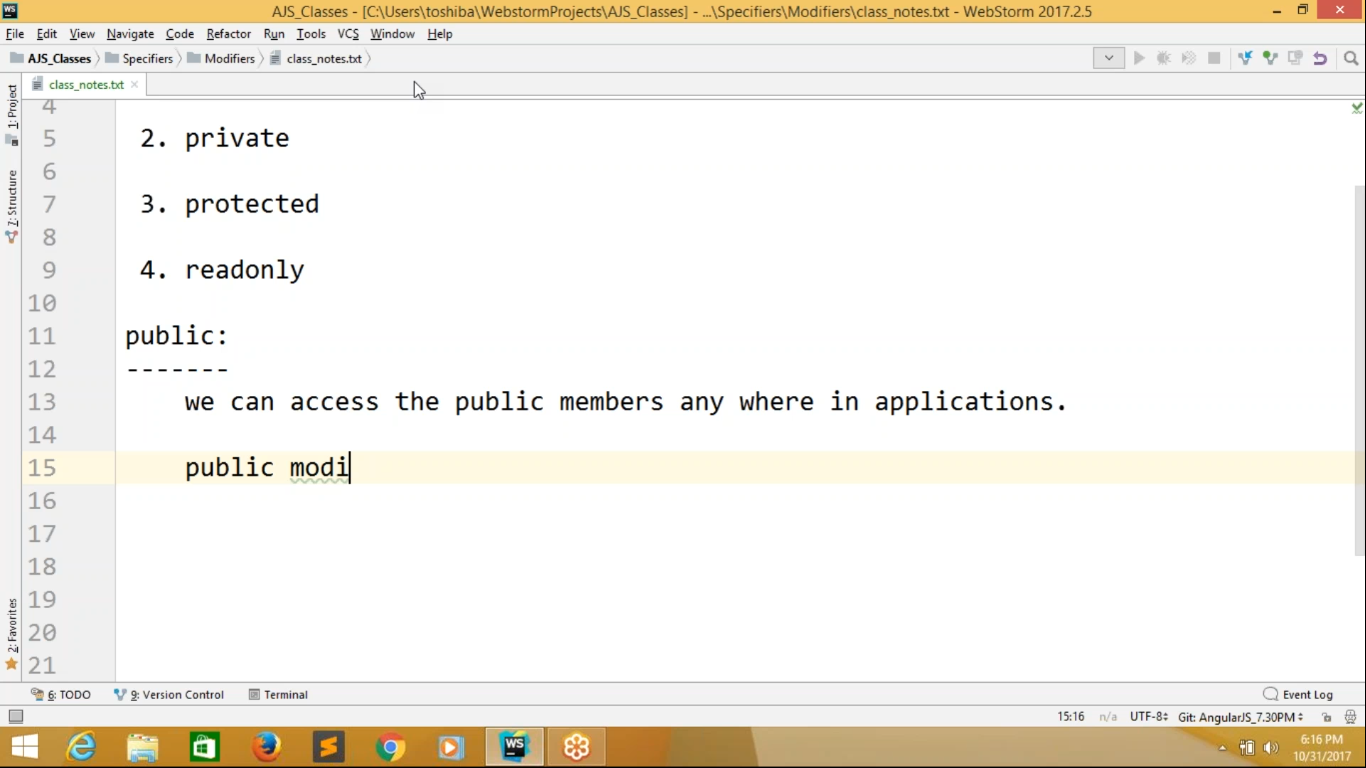 AJS_Classes - [C:\Users\toshiba\WebstormProjects\AJS_Classes] - ...\Specifiers\Modifiers\class_notes.txt - WebStorm 2017.2.5
File Edit View Navigate Code Refactor Run Tools VCS Window Help
AJS_Classes Specifiers Modifiers class_notes.txt
class_notes.txt
1: Project
7: Structure
2: Favorites
4
5 2. private
6
7 3. protected
8
9 4. readonly
10
11 public:
12 -------
13 we can access the public members any where in applications.
14
15 public modi
16
17
18
19
20
21
6: TODO 9: Version Control Terminal Event Log
15:16 n/a UTF-8 Git: AngularJS_7.30PM
WS
6:16 PM
10/31/2017